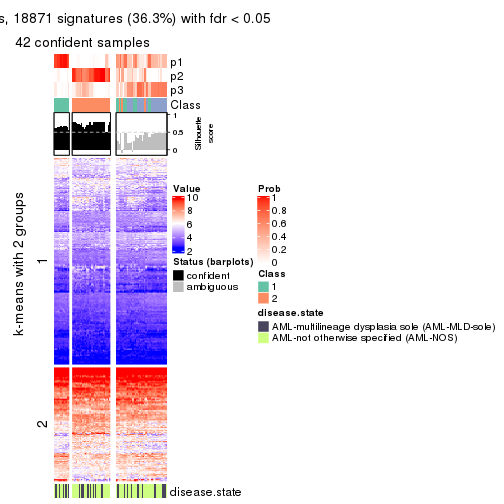 s, 18871 signatures (36.3%) with fdr < 0.05
42 confident samples
p1
p2
p3
Class
1
0.5
0
Silhouette
score
k-means with 2 groups
1
2
Value
10
8
6
4
2
Status (barplots)
confident
ambiguous
Prob
1
0.8
0.6
0.4
0.2
0
Class
1
2
disease.state
AML-multilineage dysplasia sole (AML-MLD-sole)
AML-not otherwise specified (AML-NOS)
disease.state